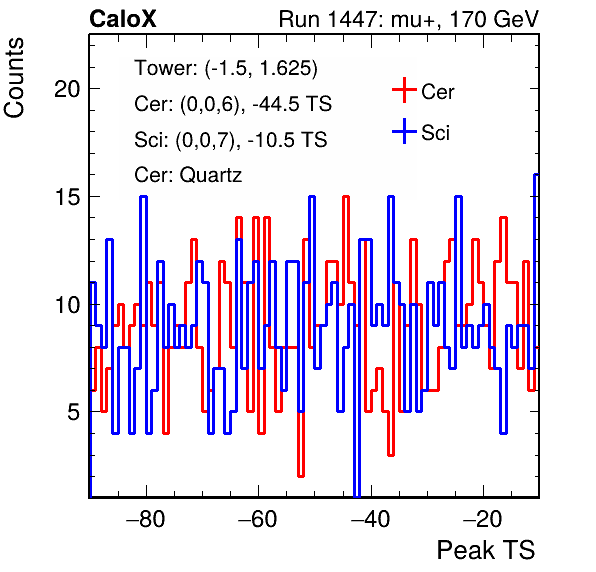 CaloX Run 1447: mu+, 170 GeV
Counts
Tower: (-1.5, 1.625)
Cer: (0,0,6), -44.5 TS
Sci: (0,0,7), -10.5 TS
Cer: Quartz
Cer
Sci
20
15
10
5
−80 −60 −40 −20
Peak TS